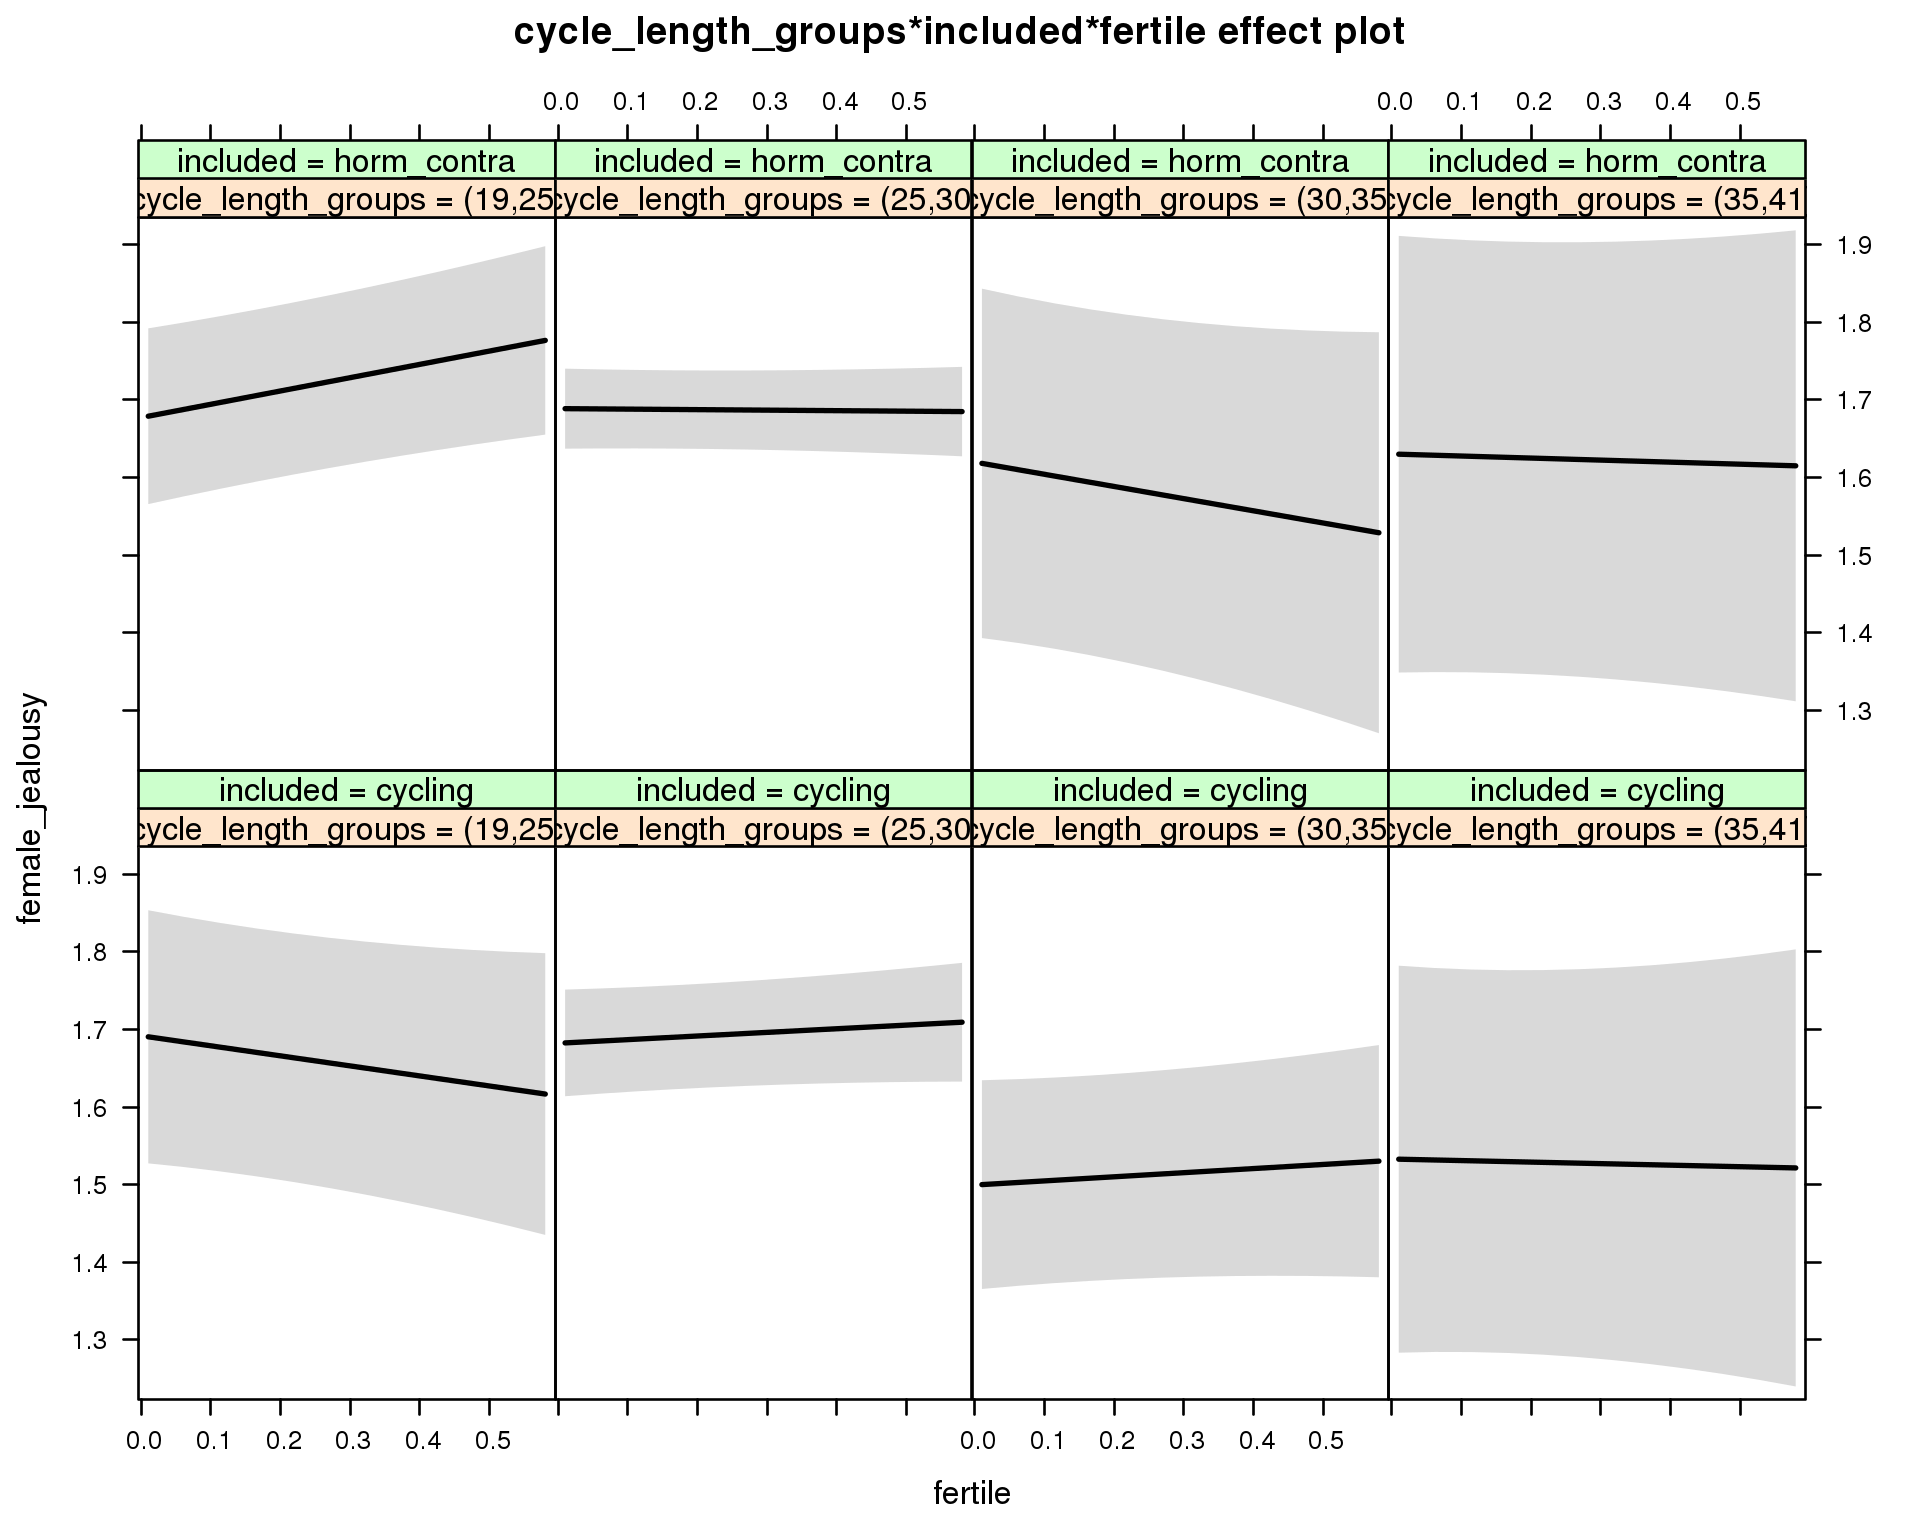 cycle_length_groups*included*fertile effect plot
0.0 0.1 0.2 0.3 0.4 0.5 0.0 0.1 0.2 0.3 0.4 0.5
included = horm_contra included = horm_contra included = horm_contra included = horm_contra
cycle_length_groups = (19,25 cycle_length_groups = (25,30 cycle_length_groups = (30,35 cycle_length_groups = (35,41
1.9
1.8
1.7
1.6
1.5
1.4
1.3
female_jealousy
included = cycling included = cycling included = cycling included = cycling
cycle_length_groups = (19,25 cycle_length_groups = (25,30 cycle_length_groups = (30,35 cycle_length_groups = (35,41
1.9
1.8
1.7
1.6
1.5
1.4
1.3
0.0 0.1 0.2 0.3 0.4 0.5 0.0 0.1 0.2 0.3 0.4 0.5
fertile